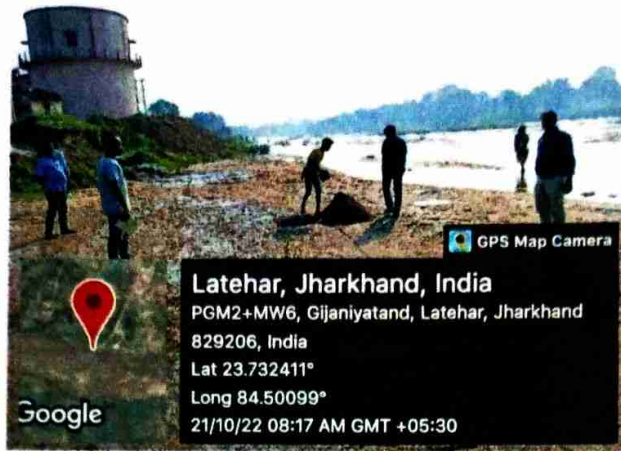 GPS Map Camera
Latehar, Jharkhand, India
PGM2+MW6, Gijaniyatand, Latehar, Jharkhand
829206, India
Lat 23.732411°
Long 84.50099°
21/10/22 08:17 AM GMT +05:30
Google